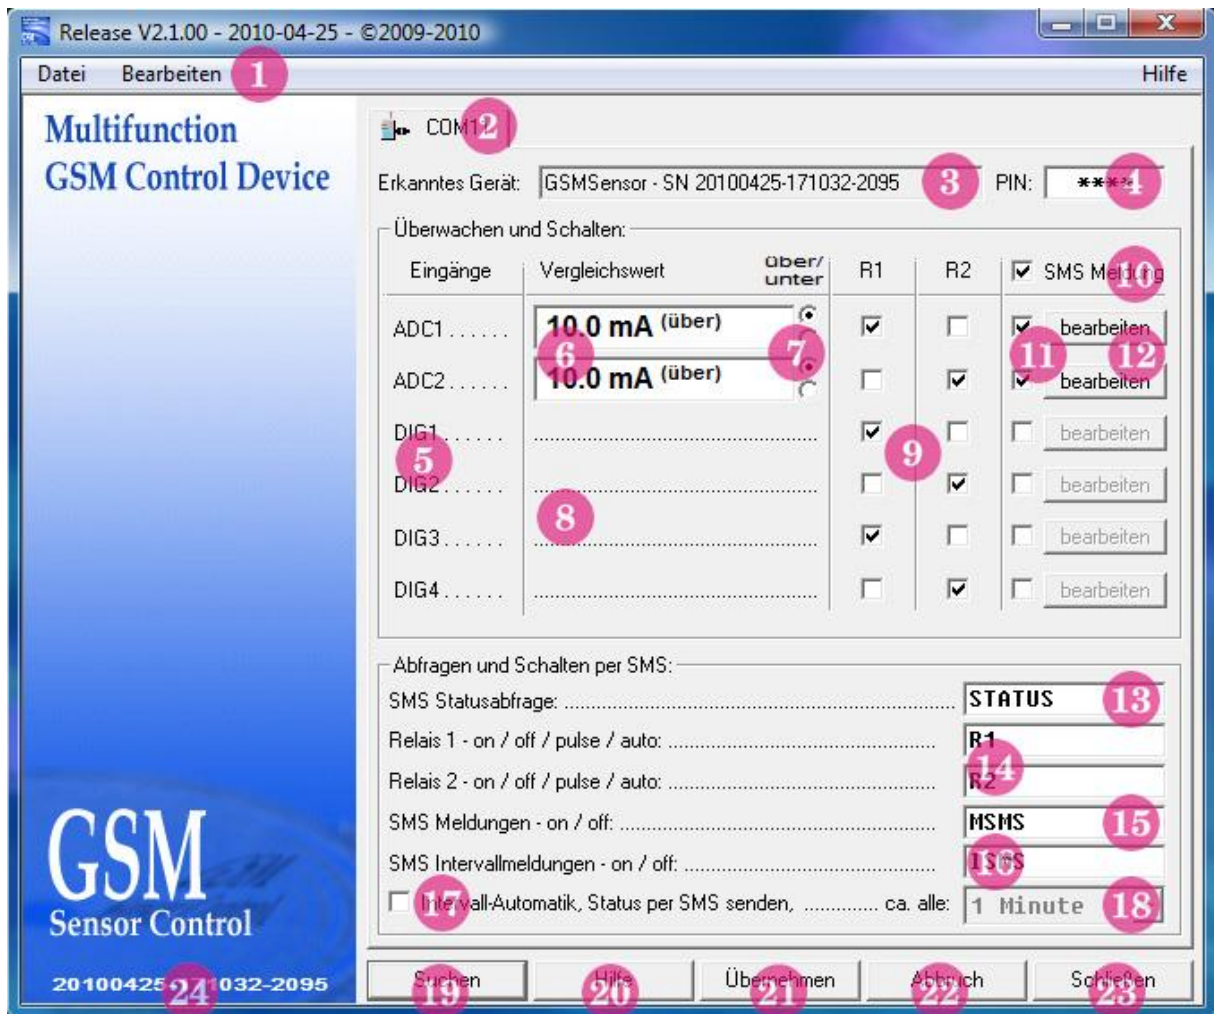 Release V2.1.00 - 2010-04-25 - ©2009-2010
Datei Bearbeiten 1 Hilfe
Multifunction
GSM Control Device
COM11 2
Erkanntes Gerät: GSMSensor - SN 20100425-171032-2095 3 PIN: **** 4
Überwachen und Schalten:
Eingänge Vergleichswert über/unter R1 R2 SMS Meldung 10
ADC1 . . . . . . 10.0 mA (über) bearbeiten
6 7 11 12
ADC2 . . . . . . 10.0 mA (über) bearbeiten
DIG1 . . . . . . bearbeiten
5 9
DIG2 . . . . . . bearbeiten
8
DIG3 . . . . . . bearbeiten
DIG4 . . . . . . bearbeiten
Abfragen und Schalten per SMS:
SMS Statusabfrage: STATUS 13
Relais 1 - on / off / pulse / auto: R1
14
Relais 2 - on / off / pulse / auto: R2
SMS Meldungen - on / off: MSMS 15
SMS Intervallmeldungen - on / off: ISMS 16
17 Intervall-Automatik, Status per SMS senden, ............. ca. alle: 1 Minute 18
GSM
Sensor Control
20100425-171032-2095 24
Suchen 19 Hilfe 20 Übernehmen 21 Abbruch 22 Schließen 23